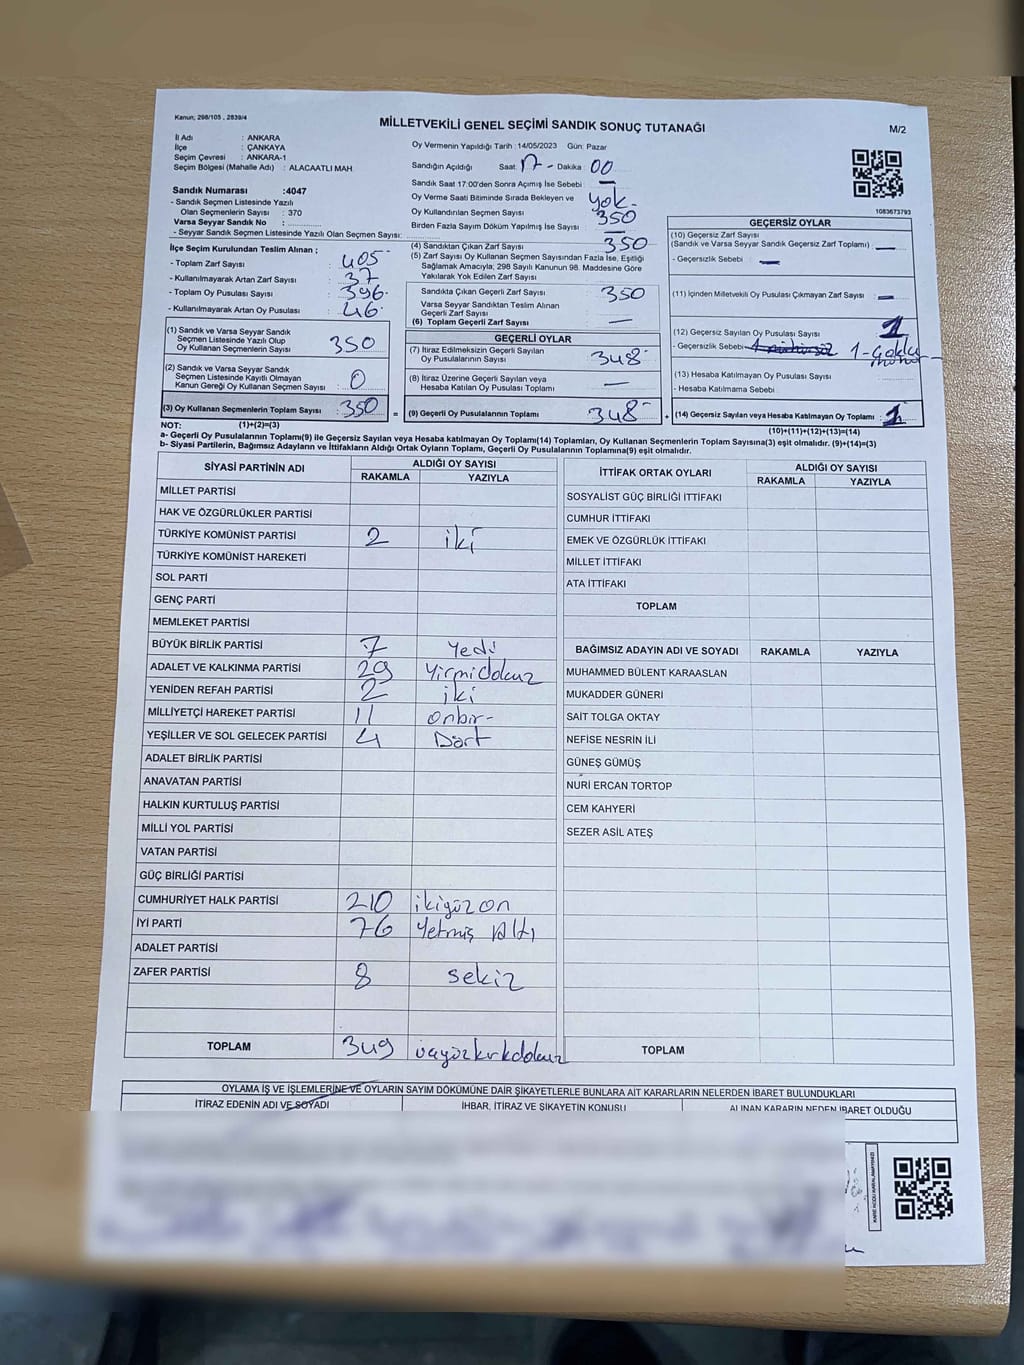 Kanun; 298/105 , 2839/4
MİLLETVEKİLİ GENEL SEÇİMİ SANDIK SONUÇ TUTANAĞI
M/2
İl Adı : ANKARA
İlçe : ÇANKAYA
Seçim Çevresi : ANKARA-1
Seçim Bölgesi (Mahalle Adı) : ALACAATLI MAH
Sandık Numarası :4047
- Sandık Seçmen Listesinde Yazılı
Olan Seçmenlerin Sayısı : 370
Varsa Seyyar Sandık No :
- Seyyar Sandık Seçmen Listesinde Yazılı Olan Seçmen Sayısı:
Oy Vermenin Yapıldığı Tarih :14/05/2023 Gün: Pazar
Sandığın Açıldığı Saat: 17 - Dakika : 00
Sandık Saat 17:00'den Sonra Açımış İse Sebebi : —
Oy Verme Saati Bitiminde Sırada Bekleyen ve
Oy Kullandırılan Seçmen Sayısı : yok-
350
Birden Fazla Sayım Döküm Yapılmış İse Sayısı : —
1083673793
İlçe Seçim Kurulundan Teslim Alınan ;
- Toplam Zarf Sayısı : 405
- Kullanılmayarak Artan Zarf Sayısı : 37
- Toplam Oy Pusulası Sayısı : 396
- Kullanılmayarak Artan Oy Pusulası : 46
(1) Sandık ve Varsa Seyyar Sandık
Seçmen Listesinde Yazılı Olup
Oy Kullanan Seçmenlerin Sayısı : 350
(2) Sandık ve Varsa Seyyar Sandık
Seçmen Listesinde Kayıtlı Olmayan
Kanun Gereği Oy Kullanan Seçmen Sayısı : 0
(3) Oy Kullanan Seçmenlerin Toplam Sayısı : 350 =
(4) Sandıktan Çıkan Zarf Sayısı : 350
(5) Zarf Sayısı Oy Kullanan Seçmen Sayısından Fazla İse, Eşitliği
Sağlamak Amacıyla; 298 Sayılı Kanunun 98. Maddesine Göre
Yakılarak Yok Edilen Zarf Sayısı :
Sandıkta Çıkan Geçerli Zarf Sayısı : 350
Varsa Seyyar Sandıktan Teslim Alınan
Geçerli Zarf Sayısı :
(6) Toplam Geçerli Zarf Sayısı : —
GEÇERLİ OYLAR
(7) İtiraz Edilmeksizin Geçerli Sayılan
Oy Pusulalarının Sayısı : 348-
(8) İtiraz Üzerine Geçerli Sayılan veya
Hesaba Katılan Oy Pusulası Toplamı : —
(9) Geçerli Oy Pusulalarının Toplamı : 348- +
GEÇERSİZ OYLAR
(10) Geçersiz Zarf Sayısı
(Sandık ve Varsa Seyyar Sandık Geçersiz Zarf Toplamı) : —
- Geçersizlik Sebebi : —
(11) İçinden Milletvekili Oy Pusulası Çıkmayan Zarf Sayısı : —
(12) Geçersiz Sayılan Oy Pusulası Sayısı : 1
- Geçersizlik Sebebi
(13) Hesaba Katılmayan Oy Pusulası Sayısı :
- Hesaba Katılmama Sebebi
(14) Geçersiz Sayılan veya Hesaba Katılmayan Oy Toplamı : 1
NOT: (1)+(2)=(3)
(10)+(11)+(12)+(13)=(14)
a- Geçerli Oy Pusulalarının Toplamı(9) ile Geçersiz Sayılan veya Hesaba katılmayan Oy Toplamı(14) Toplamları, Oy Kullanan Seçmenlerin Toplam Sayısına(3) eşit olmalıdır. (9)+(14)=(3)
b- Siyasi Partilerin, Bağımsız Adayların ve İttifakların Aldığı Ortak Oyların Toplamı, Geçerli Oy Pusulalarının Toplamına(9) eşit olmalıdır.
SİYASİ PARTİNİN ADI ALDIĞI OY SAYISI
RAKAMLA YAZIYLA
MİLLET PARTİSİ
HAK VE ÖZGÜRLÜKLER PARTİSİ
TÜRKİYE KOMÜNİST PARTİSİ 2 iki
TÜRKİYE KOMÜNİST HAREKETİ
SOL PARTİ
GENÇ PARTİ
MEMLEKET PARTİSİ
BÜYÜK BİRLİK PARTİSİ 7 Yedi
ADALET VE KALKINMA PARTİSİ 29 Yirmidokuz
YENİDEN REFAH PARTİSİ 2 iki
MİLLİYETÇİ HAREKET PARTİSİ 11 onbir-
YEŞİLLER VE SOL GELECEK PARTİSİ 4 Dört
ADALET BİRLİK PARTİSİ
ANAVATAN PARTİSİ
HALKIN KURTULUŞ PARTİSİ
MİLLİ YOL PARTİSİ
VATAN PARTİSİ
GÜÇ BİRLİĞİ PARTİSİ
CUMHURİYET HALK PARTİSİ 210 ikiyüz on
İYİ PARTİ 76 Yetmiş Altı
ADALET PARTİSİ
ZAFER PARTİSİ 8 sekiz
TOPLAM 349 üçyüzkırkdokuz
İTTİFAK ORTAK OYLARI ALDIĞI OY SAYISI
RAKAMLA YAZIYLA
SOSYALİST GÜÇ BİRLİĞİ İTTİFAKI
CUMHUR İTTİFAKI
EMEK VE ÖZGÜRLÜK İTTİFAKI
MİLLET İTTİFAKI
ATA İTTİFAKI
TOPLAM
BAĞIMSIZ ADAYIN ADI VE SOYADI RAKAMLA YAZIYLA
MUHAMMED BÜLENT KARAASLAN
MUKADDER GÜNERİ
SAİT TOLGA OKTAY
NEFİSE NESRİN İLİ
GÜNEŞ GÜMÜŞ
NURİ ERCAN TORTOP
CEM KAHYERİ
SEZER ASİL ATEŞ
TOPLAM
OYLAMA İŞ VE İŞLEMLERİNE VE OYLARIN SAYIM DÖKÜMÜNE DAİR ŞİKAYETLERLE BUNLARA AİT KARARLARIN NELERDEN İBARET BULUNDUKLARI
İTİRAZ EDENİN ADI VE SOYADI İHBAR, İTİRAZ VE ŞİKAYETİN KONUSU ALINAN KARARIN NEDEN İBARET OLDUĞU
KARE KODU KARALAMAYINIZ!